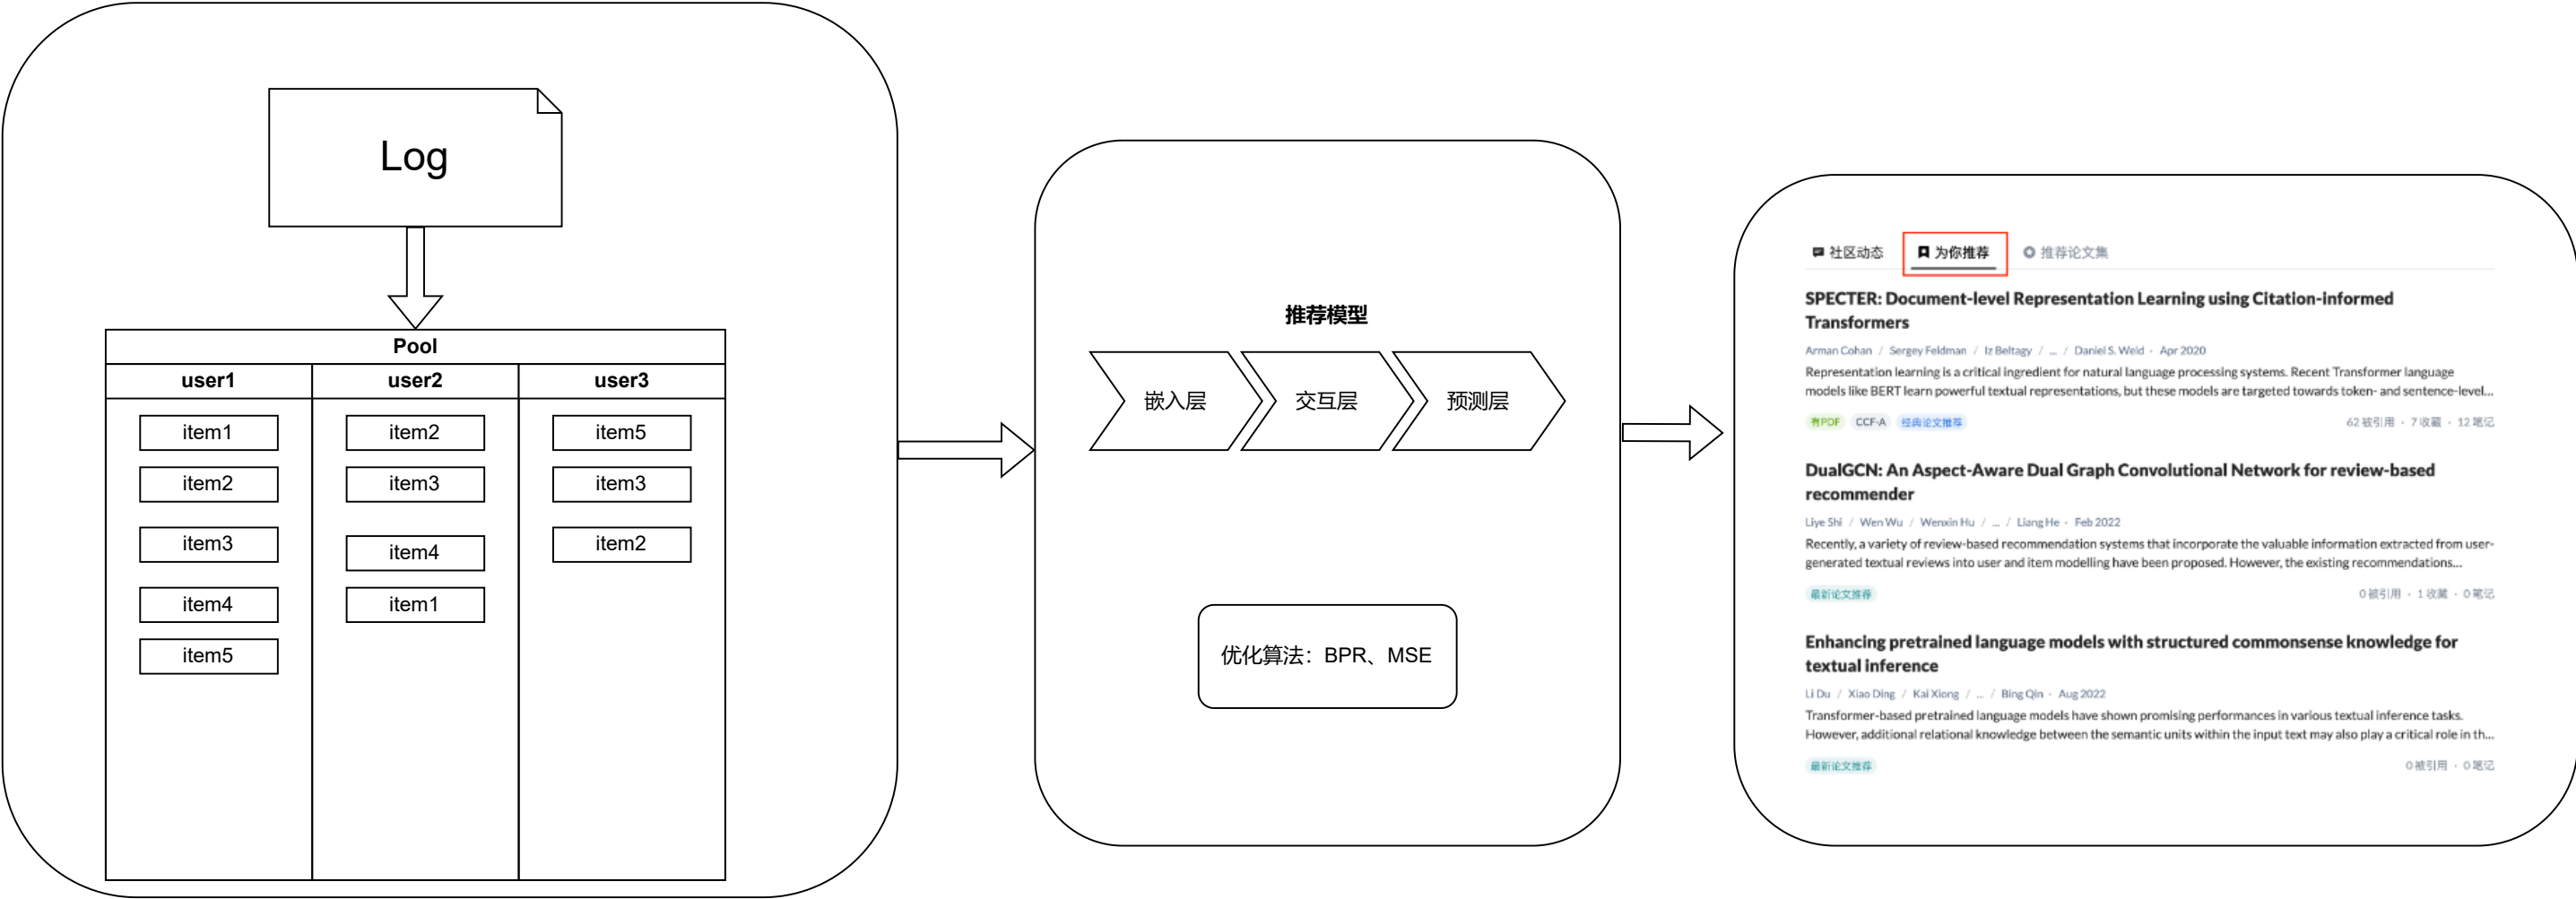 Log
Pool
user1 user2 user3
item1 item2 item5
item2 item3 item3
item3 item4 item2
item4 item1
item5
推荐模型
嵌入层 交互层 预测层
优化算法：BPR、MSE
社区动态 为你推荐 推荐论文集
SPECTER: Document-level Representation Learning using Citation-informed
Transformers
Arman Cohan / Sergey Feldman / Iz Beltagy / ... / Daniel S. Weld · Apr 2020
Representation learning is a critical ingredient for natural language processing systems. Recent Transformer language
models like BERT learn powerful textual representations, but these models are targeted towards token- and sentence-level...
有PDF CCF-A 经典论文推荐 62 被引用 · 7 收藏 · 12 笔记
DualGCN: An Aspect-Aware Dual Graph Convolutional Network for review-based
recommender
Liye Shi / Wen Wu / Wenxin Hu / ... / Liang He · Feb 2022
Recently, a variety of review-based recommendation systems that incorporate the valuable information extracted from user-
generated textual reviews into user and item modelling have been proposed. However, the existing recommendations...
最新论文推荐 0 被引用 · 1 收藏 · 0 笔记
Enhancing pretrained language models with structured commonsense knowledge for
textual inference
Li Du / Xiao Ding / Kai Xiong / ... / Bing Qin · Aug 2022
Transformer-based pretrained language models have shown promising performances in various textual inference tasks.
However, additional relational knowledge between the semantic units within the input text may also play a critical role in th...
最新论文推荐 0 被引用 · 0 笔记